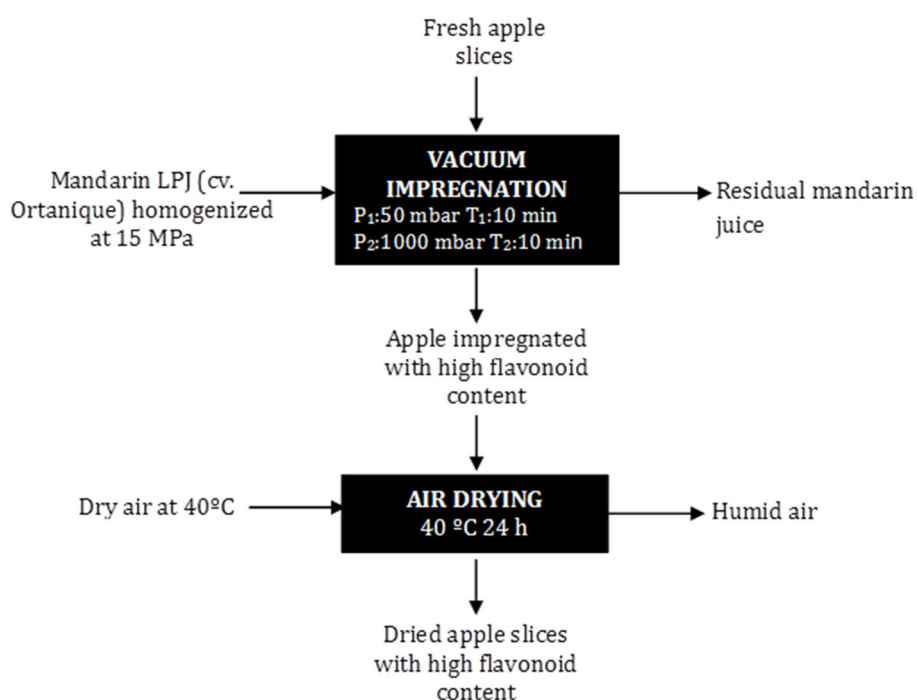 Fresh apple
slices
Mandarin LPJ (cv.
Ortanique) homogenized
at 15 MPa
VACUUM
IMPREGNATION
P₁:50 mbar T₁:10 min
P₂:1000 mbar T₂:10 min
Residual mandarin
juice
Apple impregnated
with high flavonoid
content
Dry air at 40ºC
AIR DRYING
40 ºC 24 h
Humid air
Dried apple slices
with high flavonoid
content